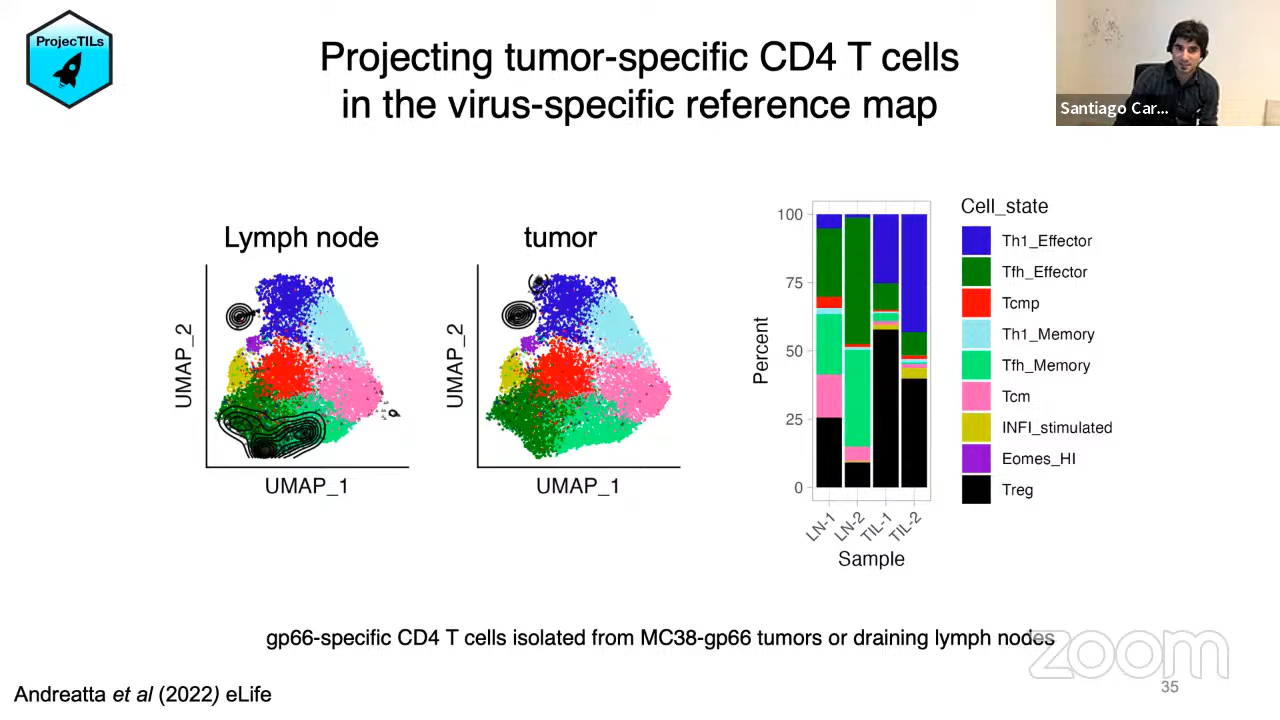 ProjecTILs
Projecting tumor-specific CD4 T cells
in the virus-specific reference map
Santiago Car...
Lymph node
tumor
UMAP_2
UMAP_1
UMAP_2
UMAP_1
100
75
50
25
0
Percent
LN-1
LN-2
TIL-1
TIL-2
Sample
Cell_state
Th1_Effector
Tfh_Effector
Tcmp
Th1_Memory
Tfh_Memory
Tcm
INFI_stimulated
Eomes_HI
Treg
gp66-specific CD4 T cells isolated from MC38-gp66 tumors or draining lymph nodes
zoom
35
Andreatta et al (2022) eLife